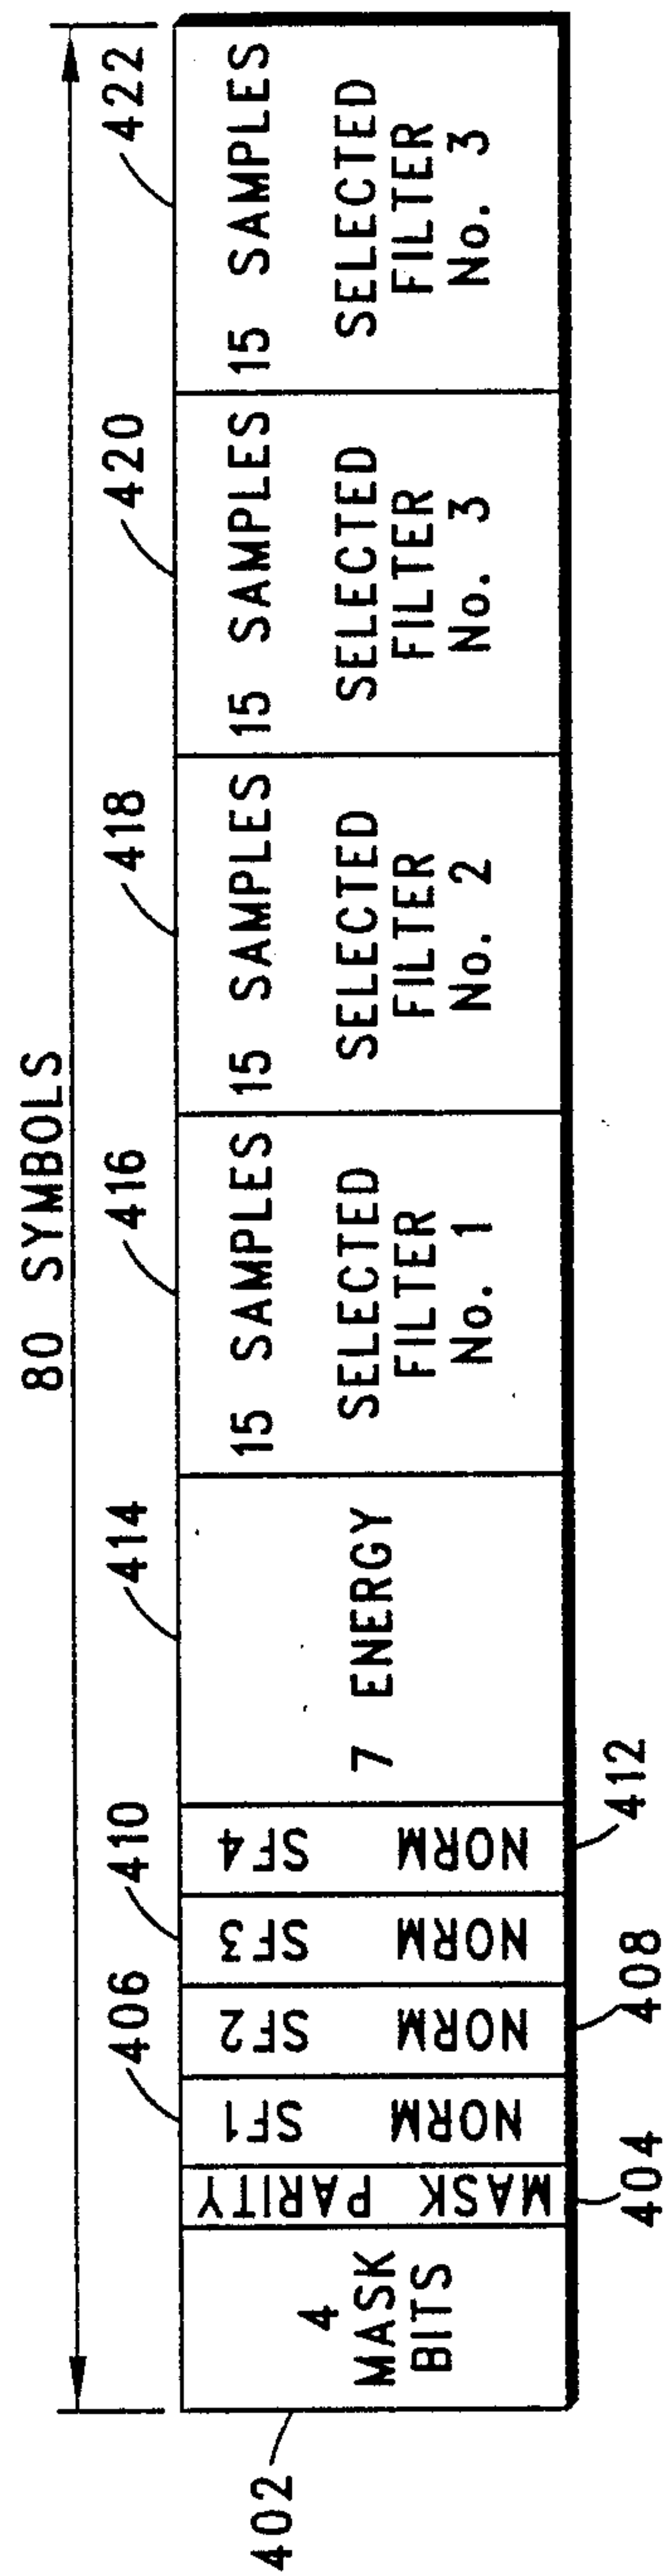 80 SYMBOLS
402
4
MASK
BITS
404
MASK PARITY
406
SF1
NORM
408
SF2
NORM
410
SF3
NORM
412
SF4
NORM
414
7 ENERGY
416
15 SAMPLES
SELECTED
FILTER
No. 1
418
15 SAMPLES
SELECTED
FILTER
No. 2
420
15 SAMPLES
SELECTED
FILTER
No. 3
422
15 SAMPLES
SELECTED
FILTER
No. 3